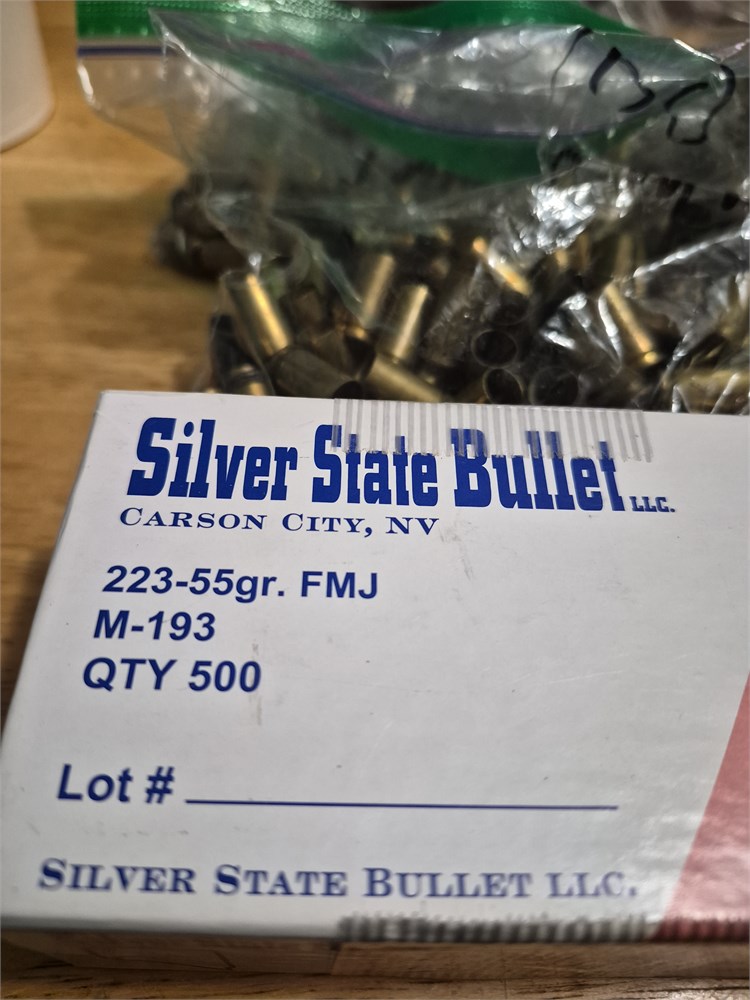 Silver State Bullet LLC.
CARSON CITY, NV
223-55gr. FMJ
M-193
QTY 500
Lot #
SILVER STATE BULLET LLC.